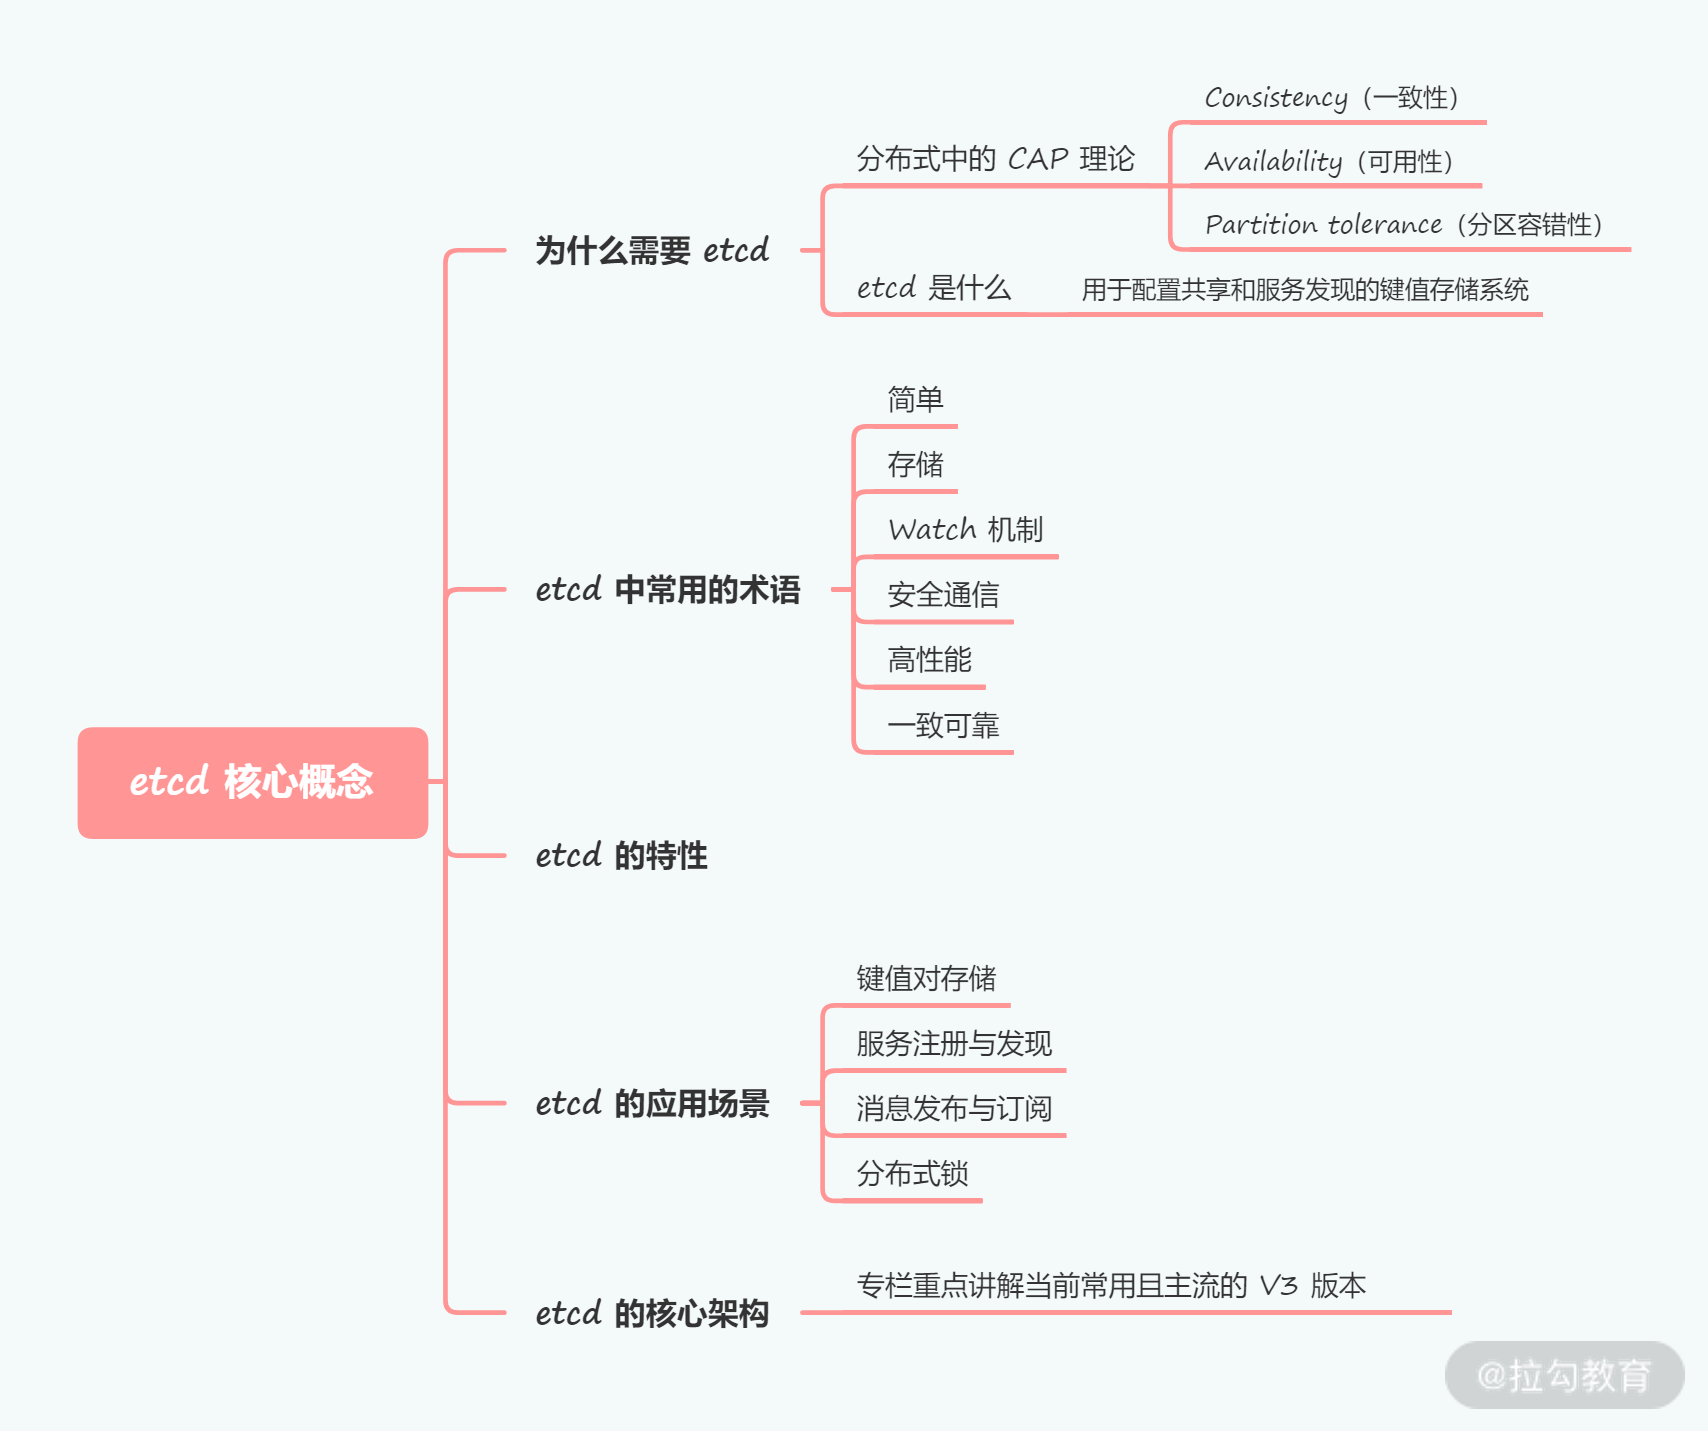 etcd 核心概念
为什么需要 etcd
分布式中的 CAP 理论
Consistency（一致性）
Availability（可用性）
Partition tolerance（分区容错性）
etcd 是什么
用于配置共享和服务发现的键值存储系统
etcd 中常用的术语
简单
存储
Watch 机制
安全通信
高性能
一致可靠
etcd 的特性
etcd 的应用场景
键值对存储
服务注册与发现
消息发布与订阅
分布式锁
etcd 的核心架构
专栏重点讲解当前常用且主流的 V3 版本
@拉勾教育